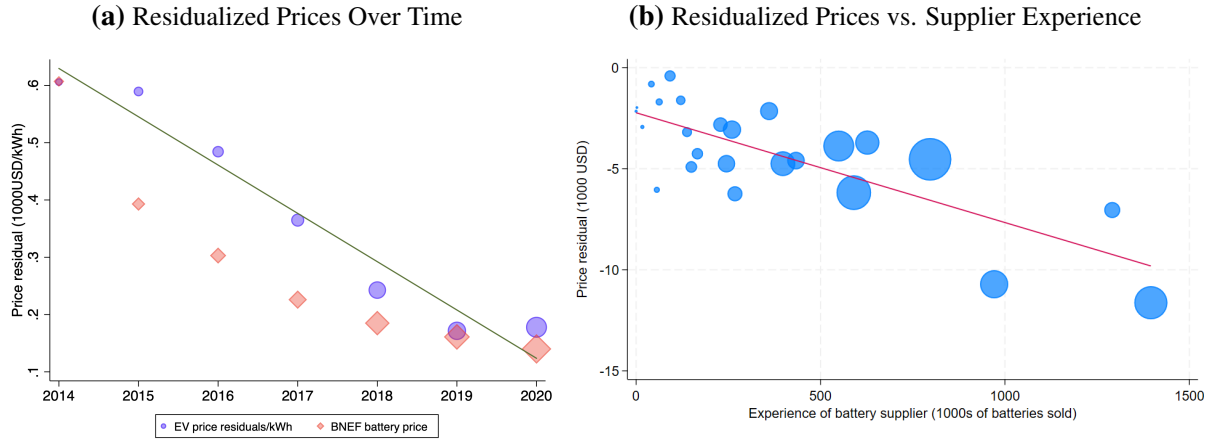 (a) Residualized Prices Over Time
Price residual (1000USD/kWh)
.6
.5
.4
.3
.2
.1
2014 2015 2016 2017 2018 2019 2020
EV price residuals/kWh BNEF battery price
(b) Residualized Prices vs. Supplier Experience
Price residual (1000 USD)
0
-5
-10
-15
0 500 1000 1500
Experience of battery supplier (1000s of batteries sold)